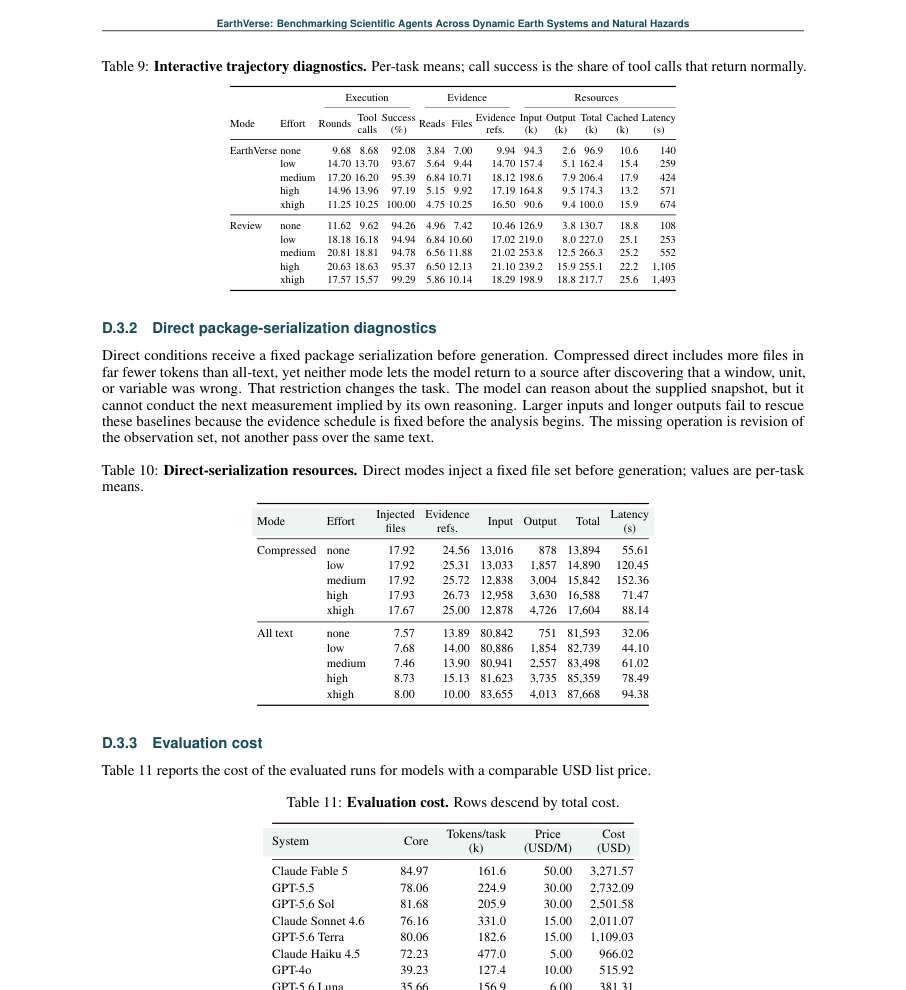 EarthVerse: Benchmarking Scientific Agents Across Dynamic Earth Systems and Natural Hazards
Table 9: Interactive trajectory diagnostics. Per-task means; call success is the share of tool calls that return normally.
Execution Evidence Resources
Mode Effort Rounds Tool calls Success (%) Reads Files Evidence refs. Input (k) Output (k) Total (k) Cached (k) Latency (s)
EarthVerse none 9.68 8.68 92.08 3.84 7.00 9.94 94.3 2.6 96.9 10.6 140
low 14.70 13.70 93.67 5.64 9.44 14.70 157.4 5.1 162.4 15.4 259
medium 17.20 16.20 95.39 6.84 10.71 18.12 198.6 7.9 206.4 17.9 424
high 14.96 13.96 97.19 5.15 9.92 17.19 164.8 9.5 174.3 13.2 571
xhigh 11.25 10.25 100.00 4.75 10.25 16.50 90.6 9.4 100.0 15.9 674
Review none 11.62 9.62 94.26 4.96 7.42 10.46 126.9 3.8 130.7 18.8 108
low 18.18 16.18 94.94 6.84 10.60 17.02 219.0 8.0 227.0 25.1 253
medium 20.81 18.81 94.78 6.56 11.88 21.02 253.8 12.5 266.3 25.2 552
high 20.63 18.63 95.37 6.50 12.13 21.10 239.2 15.9 255.1 22.2 1,105
xhigh 17.57 15.57 99.29 5.86 10.14 18.29 198.9 18.8 217.7 25.6 1,493
D.3.2 Direct package-serialization diagnostics
Direct conditions receive a fixed package serialization before generation. Compressed direct includes more files in
far fewer tokens than all-text, yet neither mode lets the model return to a source after discovering that a window, unit,
or variable was wrong. That restriction changes the task. The model can reason about the supplied snapshot, but it
cannot conduct the next measurement implied by its own reasoning. Larger inputs and longer outputs fail to rescue
these baselines because the evidence schedule is fixed before the analysis begins. The missing operation is revision of
the observation set, not another pass over the same text.
Table 10: Direct-serialization resources. Direct modes inject a fixed file set before generation; values are per-task
means.
Mode Effort Injected files Evidence refs. Input Output Total Latency (s)
Compressed none 17.92 24.56 13,016 878 13,894 55.61
low 17.92 25.31 13,033 1,857 14,890 120.45
medium 17.92 25.72 12,838 3,004 15,842 152.36
high 17.93 26.73 12,958 3,630 16,588 71.47
xhigh 17.67 25.00 12,878 4,726 17,604 88.14
All text none 7.57 13.89 80,842 751 81,593 32.06
low 7.68 14.00 80,886 1,854 82,739 44.10
medium 7.46 13.90 80,941 2,557 83,498 61.02
high 8.73 15.13 81,623 3,735 85,359 78.49
xhigh 8.00 10.00 83,655 4,013 87,668 94.38
D.3.3 Evaluation cost
Table 11 reports the cost of the evaluated runs for models with a comparable USD list price.
Table 11: Evaluation cost. Rows descend by total cost.
System Core Tokens/task (k) Price (USD/M) Cost (USD)
Claude Fable 5 84.97 161.6 50.00 3,271.57
GPT-5.5 78.06 224.9 30.00 2,732.09
GPT-5.6 Sol 81.68 205.9 30.00 2,501.58
Claude Sonnet 4.6 76.16 331.0 15.00 2,011.07
GPT-5.6 Terra 80.06 182.6 15.00 1,109.03
Claude Haiku 4.5 72.23 477.0 5.00 966.02
GPT-4o 39.23 127.4 10.00 515.92
GPT-5.6 Luna 35.66 156.9 6.00 381.31